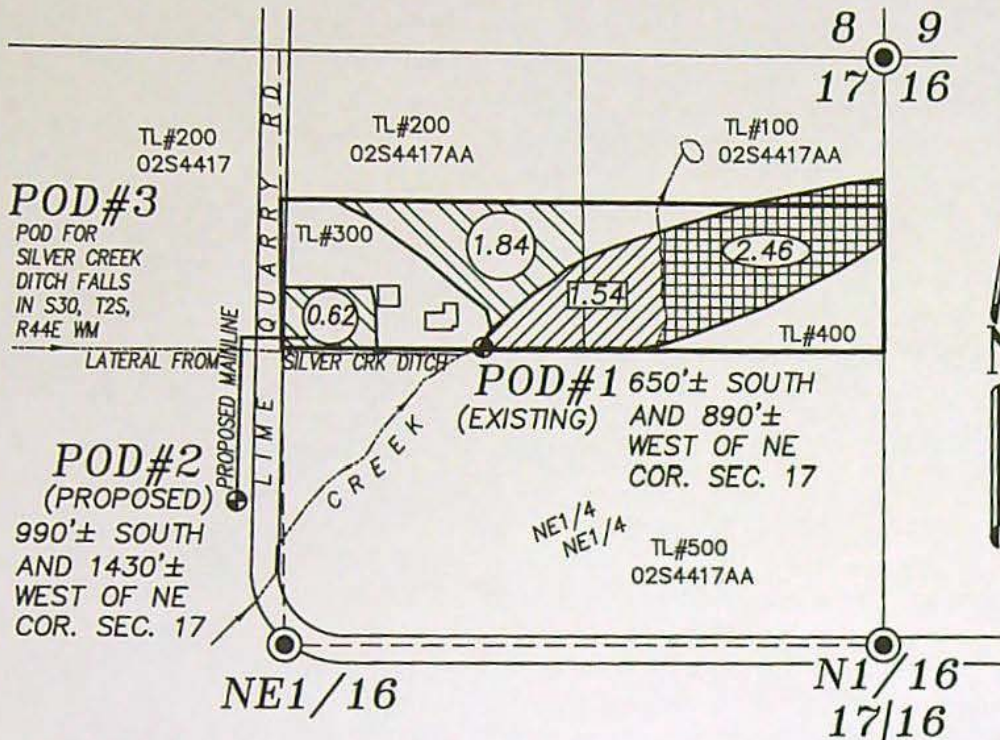 8 9
17 16
TL#200
02S4417
TL#200
02S4417AA
TL#100
02S4417AA
LIME QUARRY RD
POD#3
POD FOR
SILVER CREEK
DITCH FALLS
IN S30, T2S,
R44E WM
TL#300
1.84
2.46
1.54
0.62
TL#400
LATERAL FROM SILVER CRK DITCH
PROPOSED MAINLINE
POD#1
(EXISTING)
650'± SOUTH
AND 890'±
WEST OF NE
COR. SEC. 17
CREEK
POD#2
(PROPOSED)
990'± SOUTH
AND 1430'±
WEST OF NE
COR. SEC. 17
NE1/4
NE1/4
TL#500
02S4417AA
NE1/16
N1/16
17|16
N